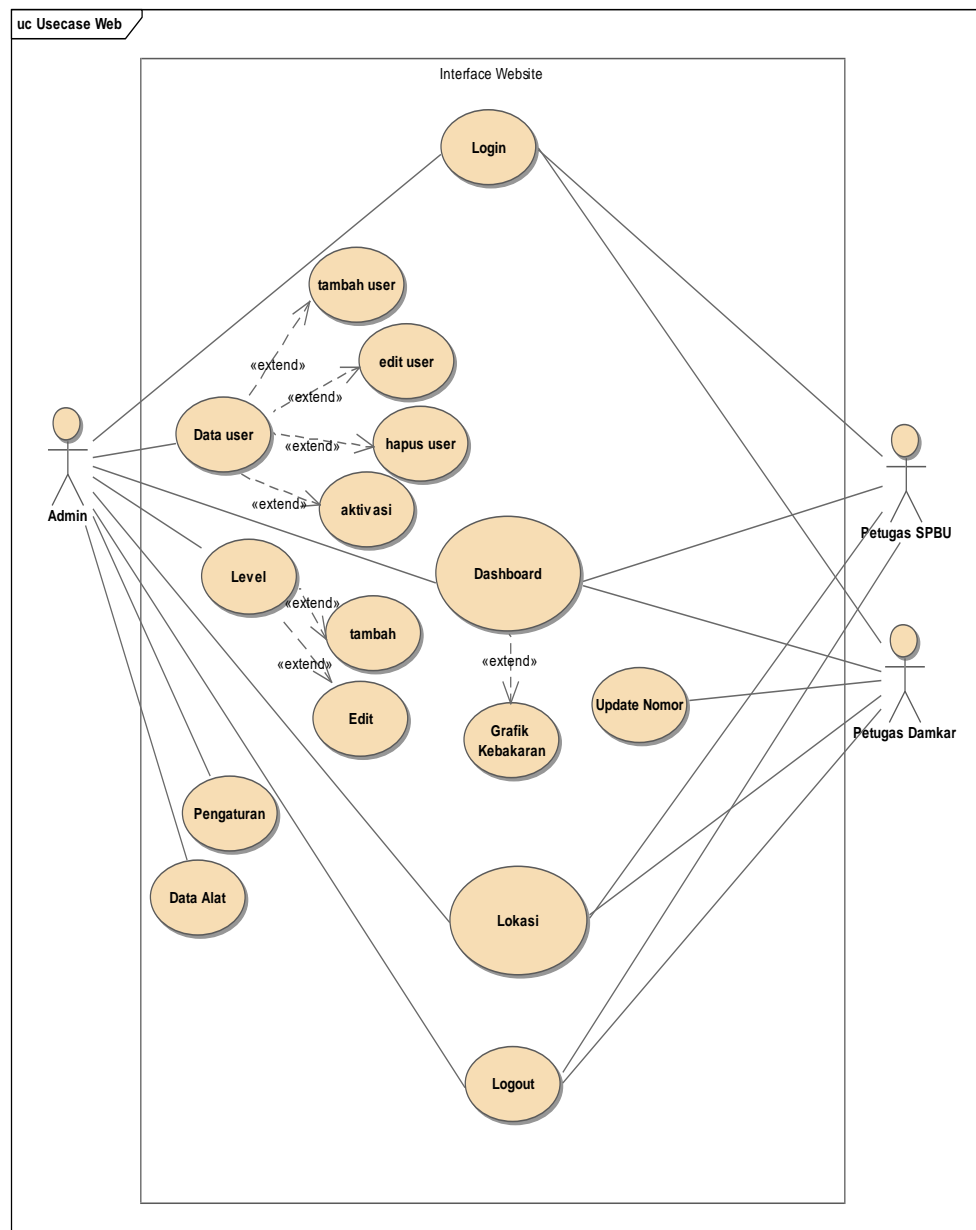 uc Usecase Web
Interface Website
Login
tambah user
«extend»
edit user
«extend»
Data user
hapus user
«extend»
aktivasi
«extend»
Admin
Petugas SPBU
Level
Dashboard
«extend»
tambah
«extend»
«extend»
Edit
Update Nomor
Grafik
Kebakaran
Petugas Damkar
Pengaturan
Data Alat
Lokasi
Logout